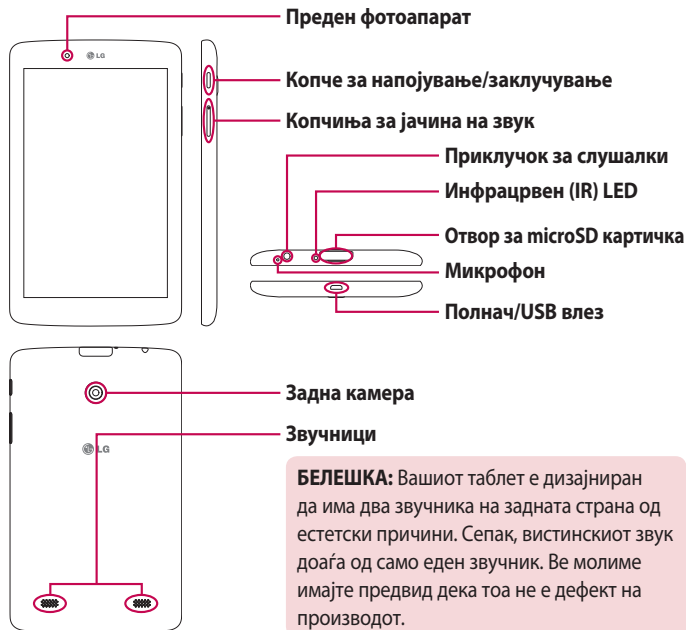 Преден фотоапарат
LG
Копче за напојување/заклучување
Копчиња за јачина на звук
Приклучок за слушалки
Инфрацрвен (IR) LED
Отвор за microSD картичка
Микрофон
Полнач/USB влез
Задна камера
Звучници
LG
БЕЛЕШКА: Вашиот таблет е дизајниран
да има два звучника на задната страна од
естетски причини. Сепак, вистинскиот звук
доаѓа од само еден звучник. Ве молиме
имајте предвид дека тоа не е дефект на
производот.